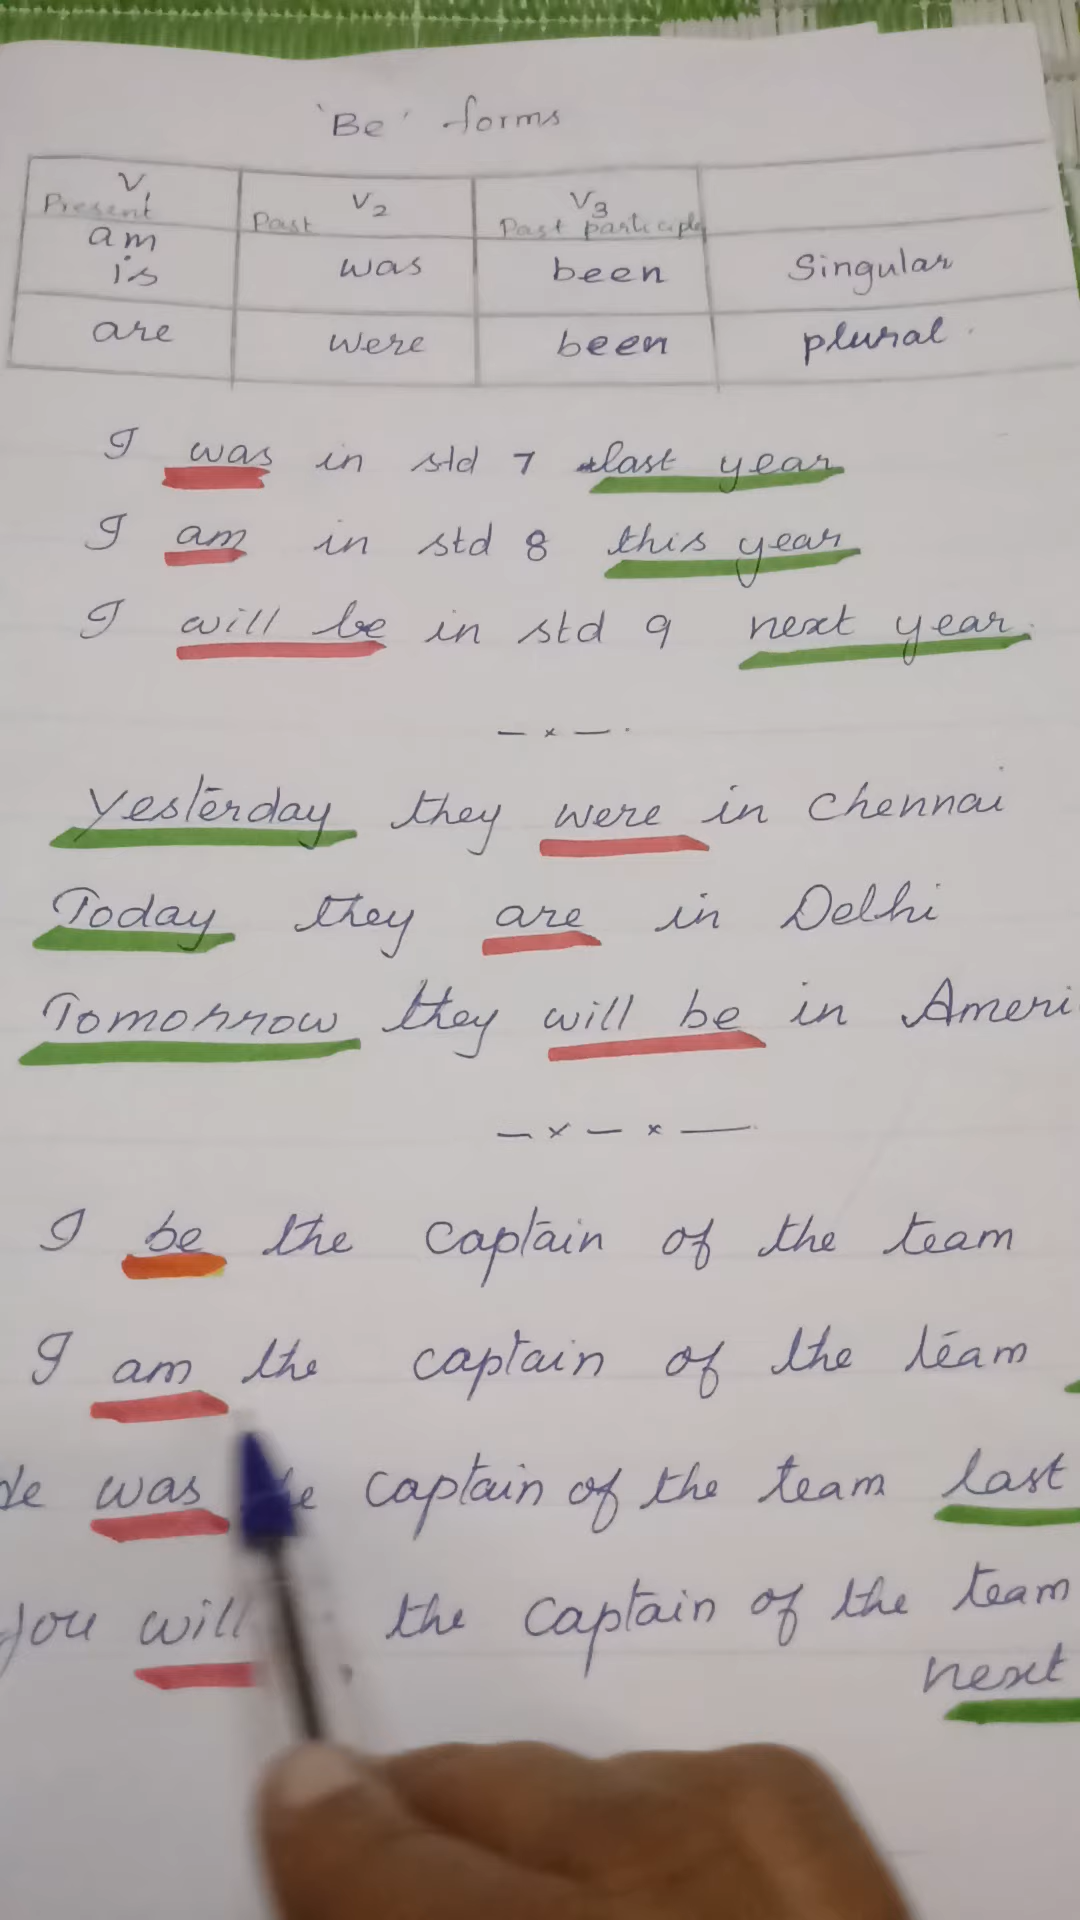 'Be' forms
V1 V2 V3
Present Past Past participle
am
is was been Singular
are were been plural
I was in std 7 last year
I am in std 8 this year
I will be in std 9 next year.
Yesterday they were in Chennai
Today they are in Delhi
Tomorrow they will be in Ameri
I be the captain of the team
I am the captain of the team
was captain of the team last
you will the captain of the team
next